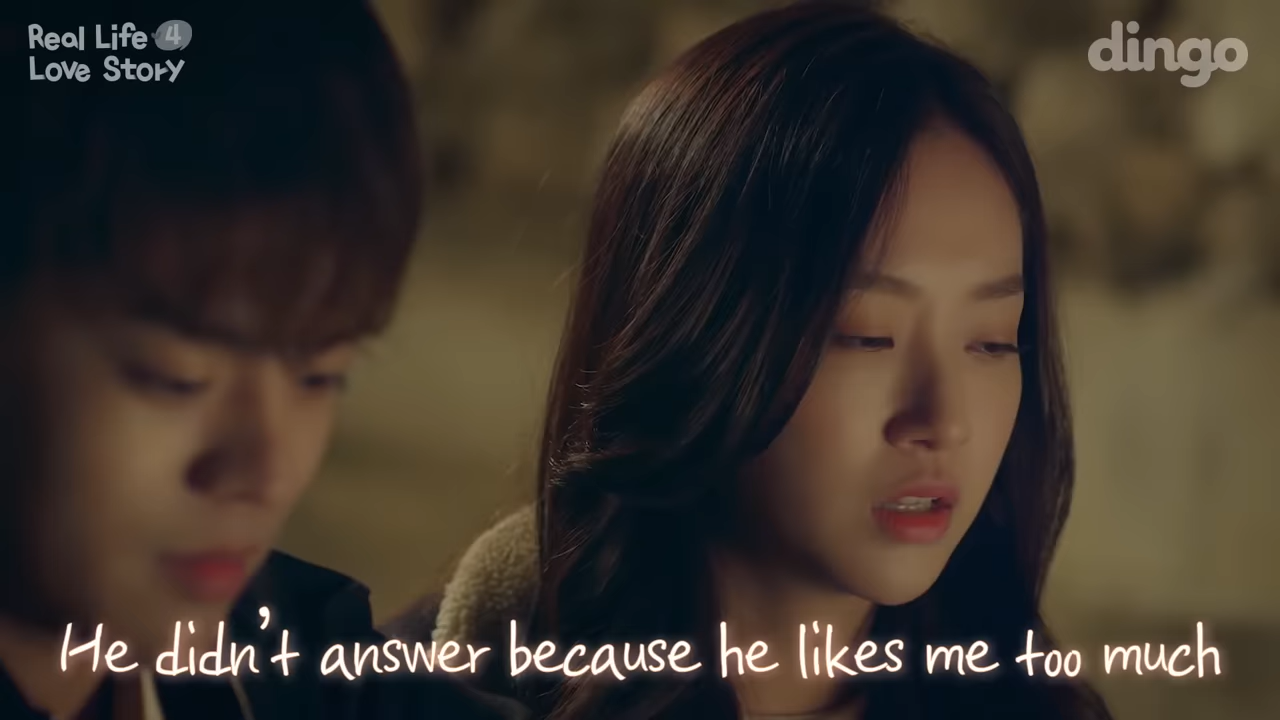 Real Life 4
Love Story
dingo
He didn't answer because he likes me too much